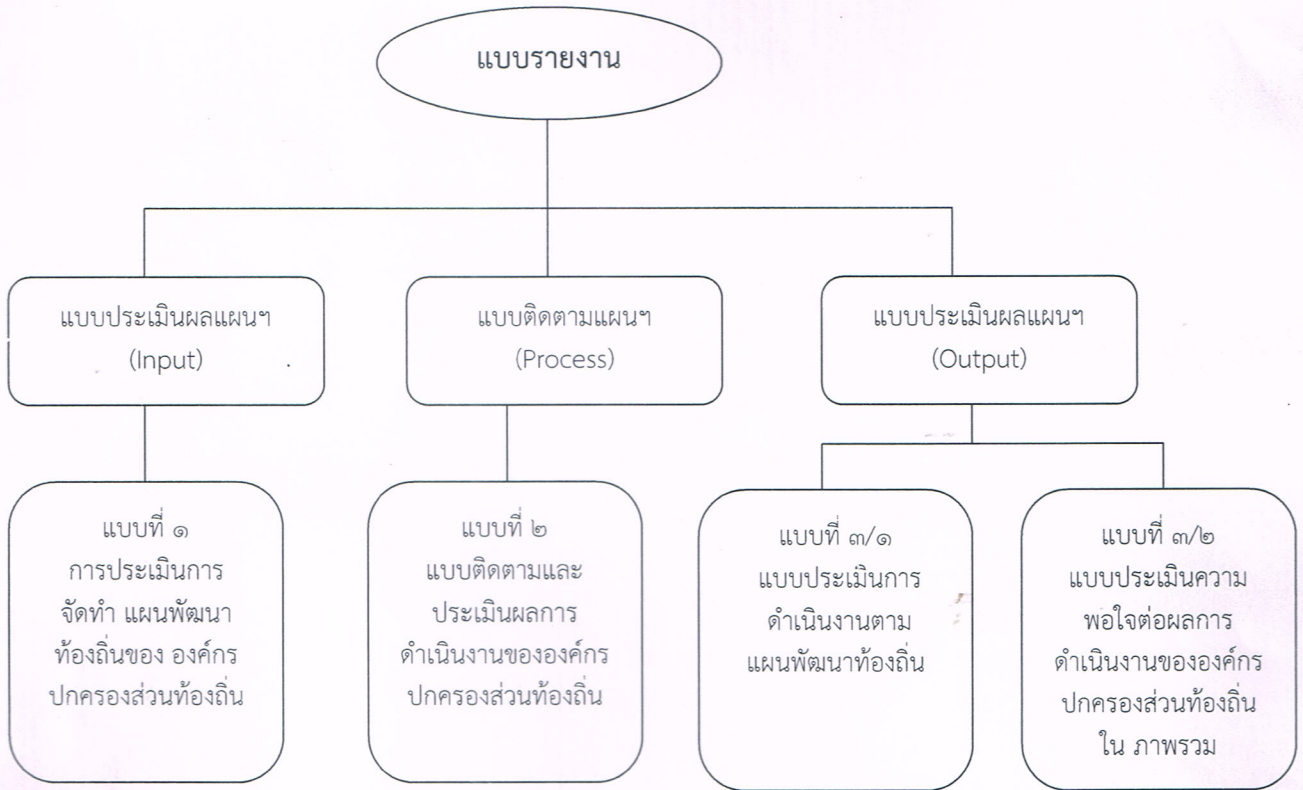 แบบรายงาน
แบบประเมินผลแผนฯ
(Input)
แบบติดตามแผนฯ
(Process)
แบบประเมินผลแผนฯ
(Output)
แบบที่ ๑
การประเมินการ
จัดทำ แผนพัฒนา
ท้องถิ่นของ องค์กร
ปกครองส่วนท้องถิ่น
แบบที่ ๒
แบบติดตามและ
ประเมินผลการ
ดำเนินงานขององค์กร
ปกครองส่วนท้องถิ่น
แบบที่ ๓/๑
แบบประเมินการ
ดำเนินงานตาม
แผนพัฒนาท้องถิ่น
แบบที่ ๓/๒
แบบประเมินความ
พอใจต่อผลการ
ดำเนินงานขององค์กร
ปกครองส่วนท้องถิ่น
ใน ภาพรวม